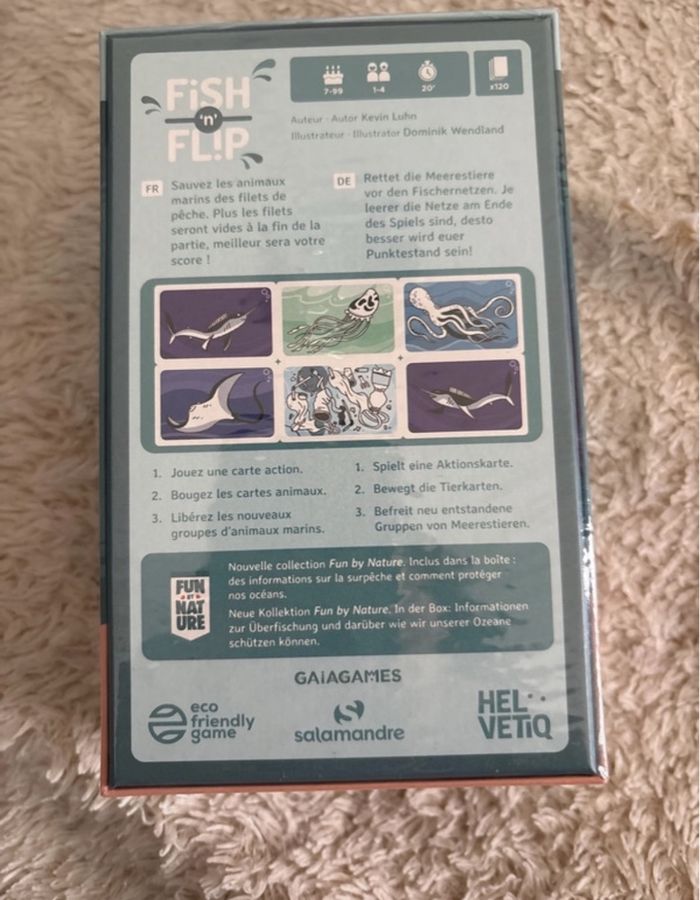 FiSH
'n'
FL!P
7-99
1-4
20'
x120
Auteur · Autor Kevin Luhn
Illustrateur · Illustrator Dominik Wendland
FR
Sauvez les animaux
marins des filets de
pêche. Plus les filets
seront vides à la fin de la
partie, meilleur sera votre
score !
DE
Rettet die Meerestiere
vor den Fischernetzen. Je
leerer die Netze am Ende
des Spiels sind, desto
besser wird euer
Punktestand sein!
1. Jouez une carte action.
2. Bougez les cartes animaux.
3. Libérez les nouveaux
groupes d'animaux marins.
1. Spielt eine Aktionskarte.
2. Bewegt die Tierkarten.
3. Befreit neu entstandene
Gruppen von Meerestieren.
FUN
BY
NAT
URE
Nouvelle collection Fun by Nature. Inclus dans la boîte :
des informations sur la surpêche et comment protéger
nos océans.
Neue Kollektion Fun by Nature. In der Box: Informationen
zur Überfischung und darüber wie wir unserer Ozeane
schützen können.
GAiAGAMES
eco
friendly
game
salamandre
HEL
VETiQ